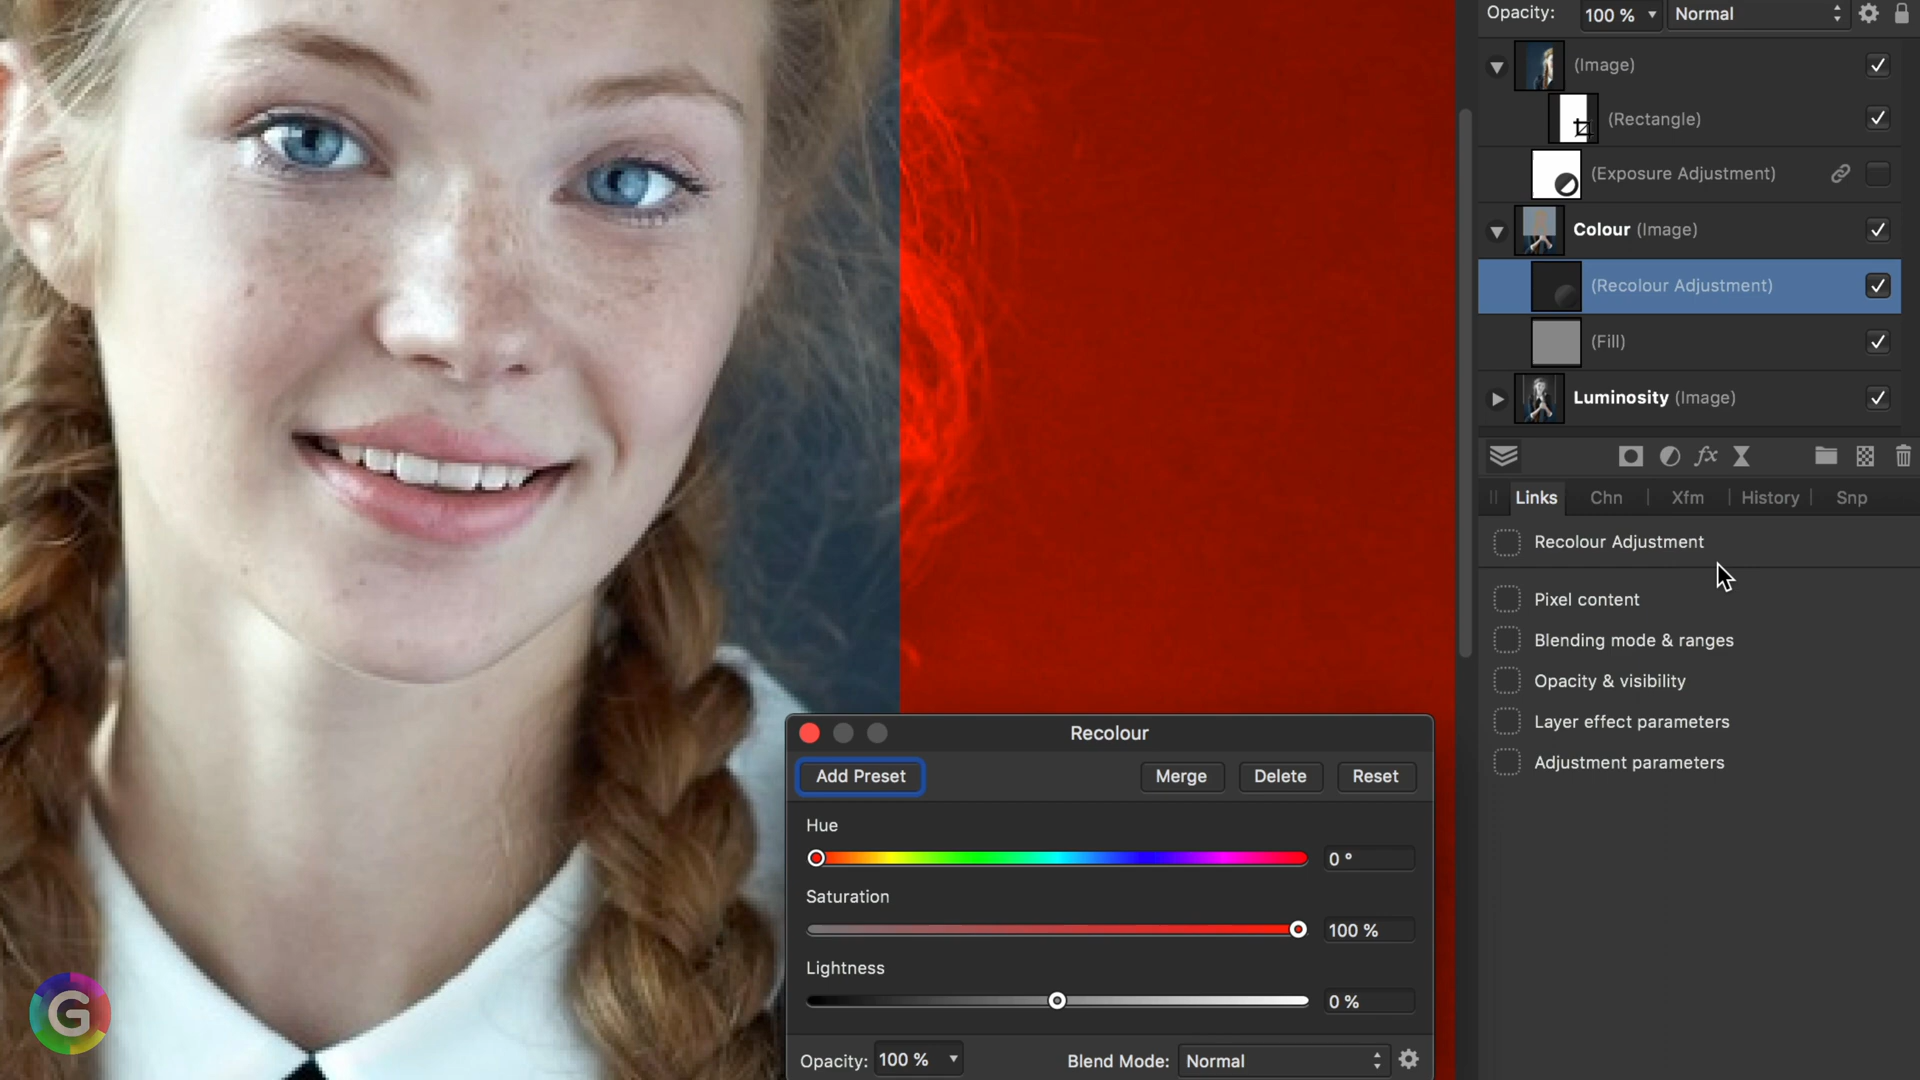 Opacity: 100 % Normal
(Image)
(Rectangle)
(Exposure Adjustment)
Colour (Image)
(Recolour Adjustment)
(Fill)
Luminosity (Image)
fx
Links Chn Xfm History Snp
Recolour Adjustment
Pixel content
Blending mode & ranges
Opacity & visibility
Layer effect parameters
Adjustment parameters
Recolour
Add Preset Merge Delete Reset
Hue
0 °
Saturation
100 %
Lightness
0 %
Opacity: 100 % Blend Mode: Normal
G